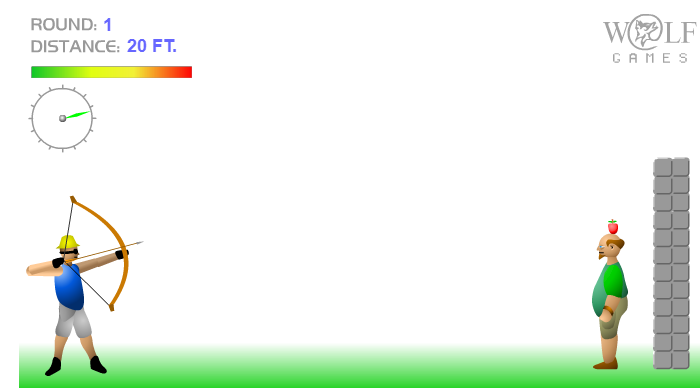 ROUND: 1
DISTANCE: 20 FT.
WOLF
GAMES